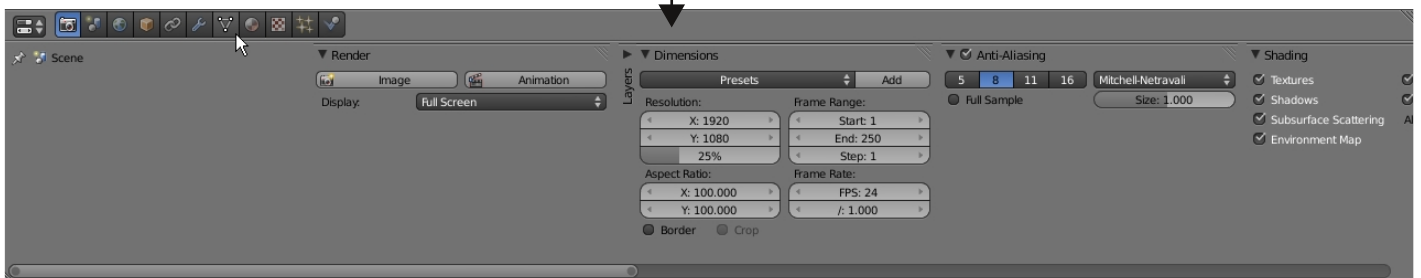 Scene
Render
Image
Animation
Display:
Full Screen
Layers
Dimensions
Presets
Add
Resolution:
X: 1920
Y: 1080
25%
Aspect Ratio:
X: 100.000
Y: 100.000
Border
Crop
Frame Range:
Start: 1
End: 250
Step: 1
Frame Rate:
FPS: 24
/: 1.000
Anti-Aliasing
5 8 11 16
Full Sample
Mitchell-Netravali
Size: 1.000
Shading
Textures
Shadows
Subsurface Scattering
Environment Map